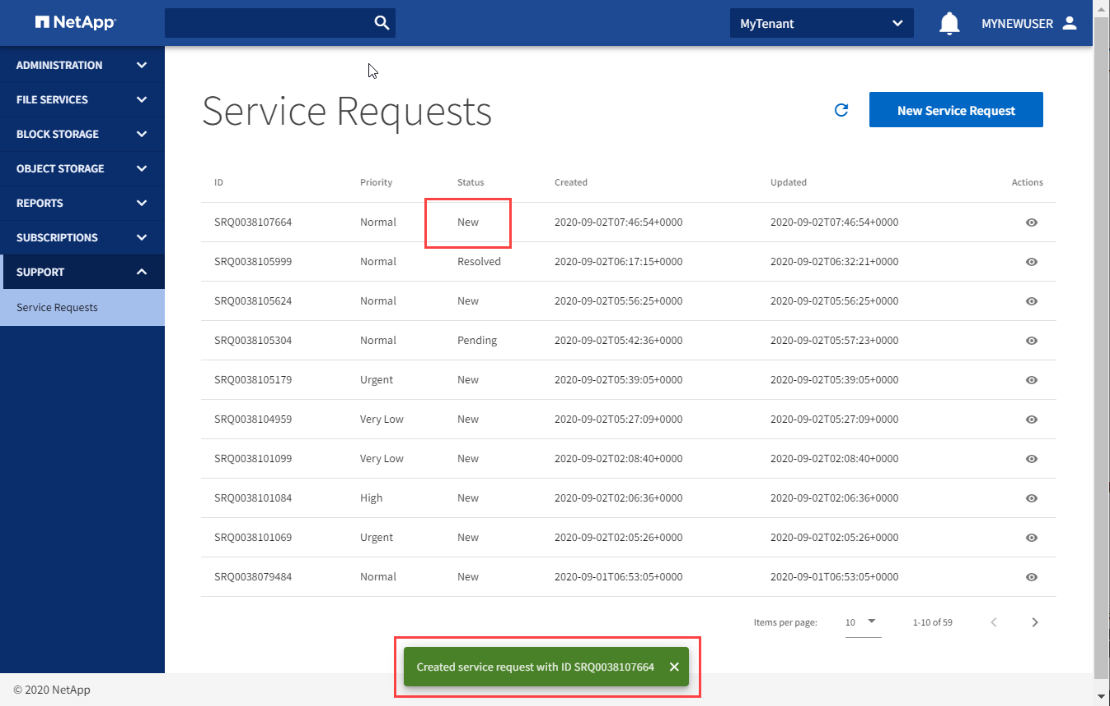 NetApp
MyTenant
MYNEWUSER
ADMINISTRATION
FILE SERVICES
BLOCK STORAGE
OBJECT STORAGE
REPORTS
SUBSCRIPTIONS
SUPPORT
Service Requests
Service Requests
New Service Request
ID Priority Status Created Updated Actions
SRQ0038107664 Normal New 2020-09-02T07:46:54+0000 2020-09-02T07:46:54+0000
SRQ0038105999 Normal Resolved 2020-09-02T06:17:15+0000 2020-09-02T06:32:21+0000
SRQ0038105624 Normal New 2020-09-02T05:56:25+0000 2020-09-02T05:56:25+0000
SRQ0038105304 Normal Pending 2020-09-02T05:42:36+0000 2020-09-02T05:57:23+0000
SRQ0038105179 Urgent New 2020-09-02T05:39:05+0000 2020-09-02T05:39:05+0000
SRQ0038104959 Very Low New 2020-09-02T05:27:09+0000 2020-09-02T05:27:09+0000
SRQ0038101099 Very Low New 2020-09-02T02:08:40+0000 2020-09-02T02:08:40+0000
SRQ0038101084 High New 2020-09-02T02:06:36+0000 2020-09-02T02:06:36+0000
SRQ0038101069 Urgent New 2020-09-02T02:05:26+0000 2020-09-02T02:05:26+0000
SRQ0038079484 Normal New 2020-09-01T06:53:05+0000 2020-09-01T06:53:05+0000
Items per page: 10 1-10 of 59
Created service request with ID SRQ0038107664
© 2020 NetApp